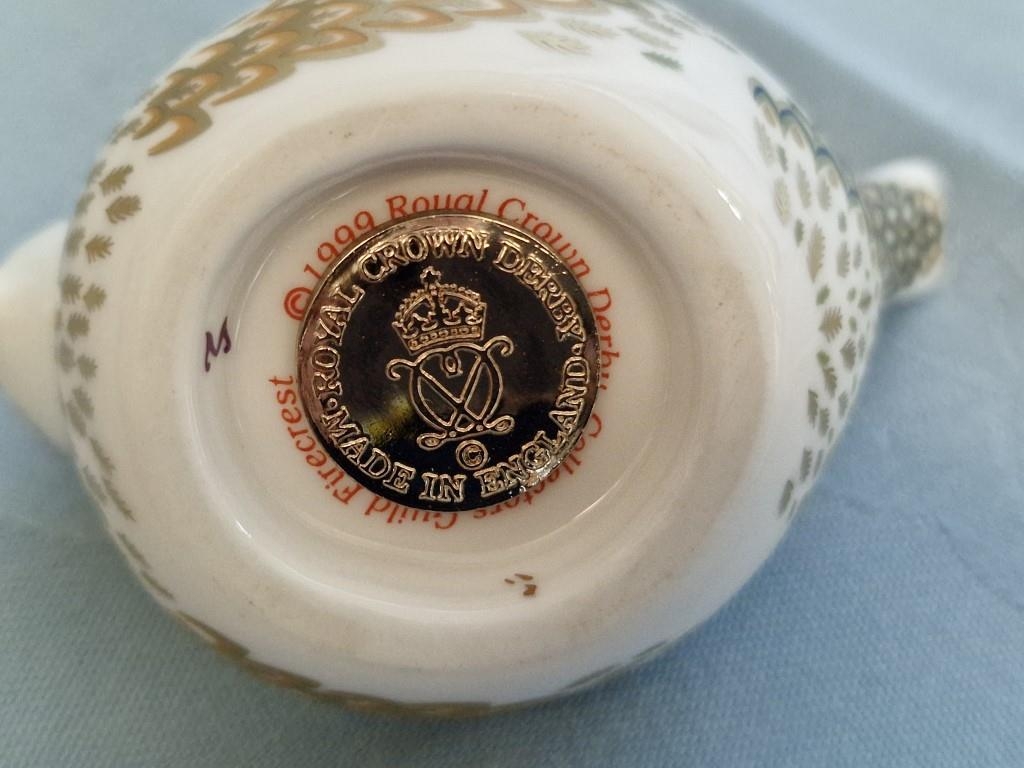 © 1999 Royal Crown Derby Collectors Guild Firecrest
ROYAL CROWN DERBY
· MADE IN ENGLAND ·
©